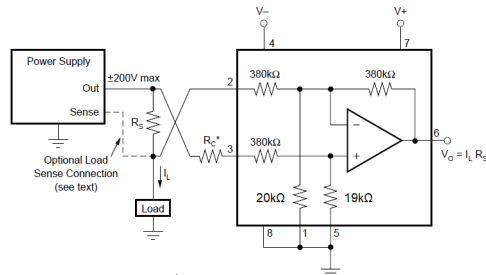 V–
V+
4
7
Power Supply
Out
±200V max
Sense
R_S
R_C*
2
3
380kΩ
380kΩ
380kΩ
–
+
6
V_O = I_L R_S
Optional Load
Sense Connection
(see text)
I_L
Load
20kΩ
19kΩ
8
1
5